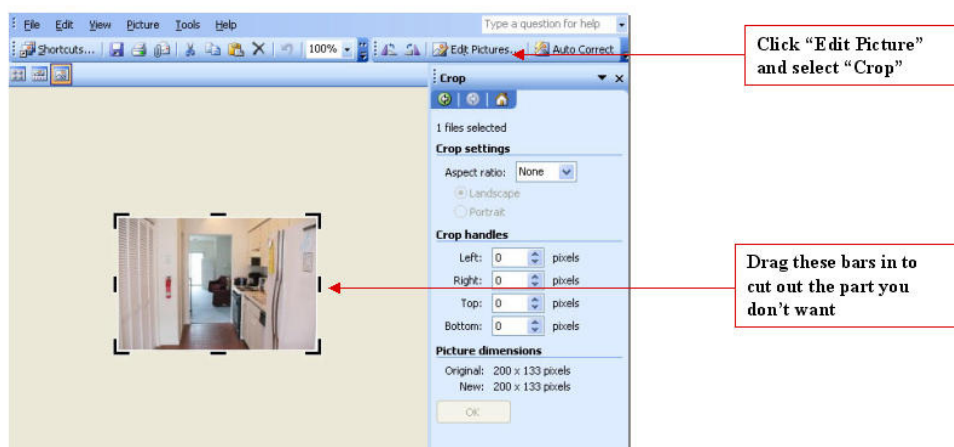 File Edit View Picture Tools Help Type a question for help
Shortcuts... 100% Edit Pictures... Auto Correct
Click “Edit Picture”
and select “Crop”
Crop
1 files selected
Crop settings
Aspect ratio: None
Landscape
Portrait
Crop handles
Left: 0 pixels
Right: 0 pixels
Top: 0 pixels
Bottom: 0 pixels
Drag these bars in to
cut out the part you
don’t want
Picture dimensions
Original: 200 x 133 pixels
New: 200 x 133 pixels
OK